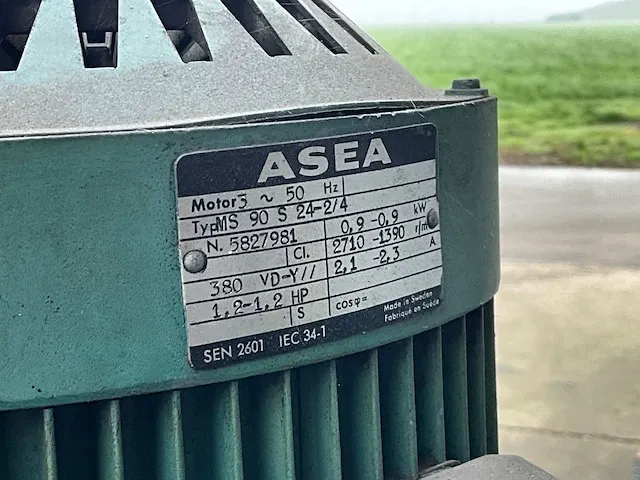 ASEA
Motor 3 ~ 50 Hz
Typ MS 90 S 24-2/4
N. 5827981 0,9 -0,9 kW
Cl. 2710 -1390 r/m
380 VD-Y// 2,1 -2,3 A
1,2-1,2 HP
S cosφ=
Made in Sweden
Fabriqué en Suède
SEN 2601 IEC 34-1